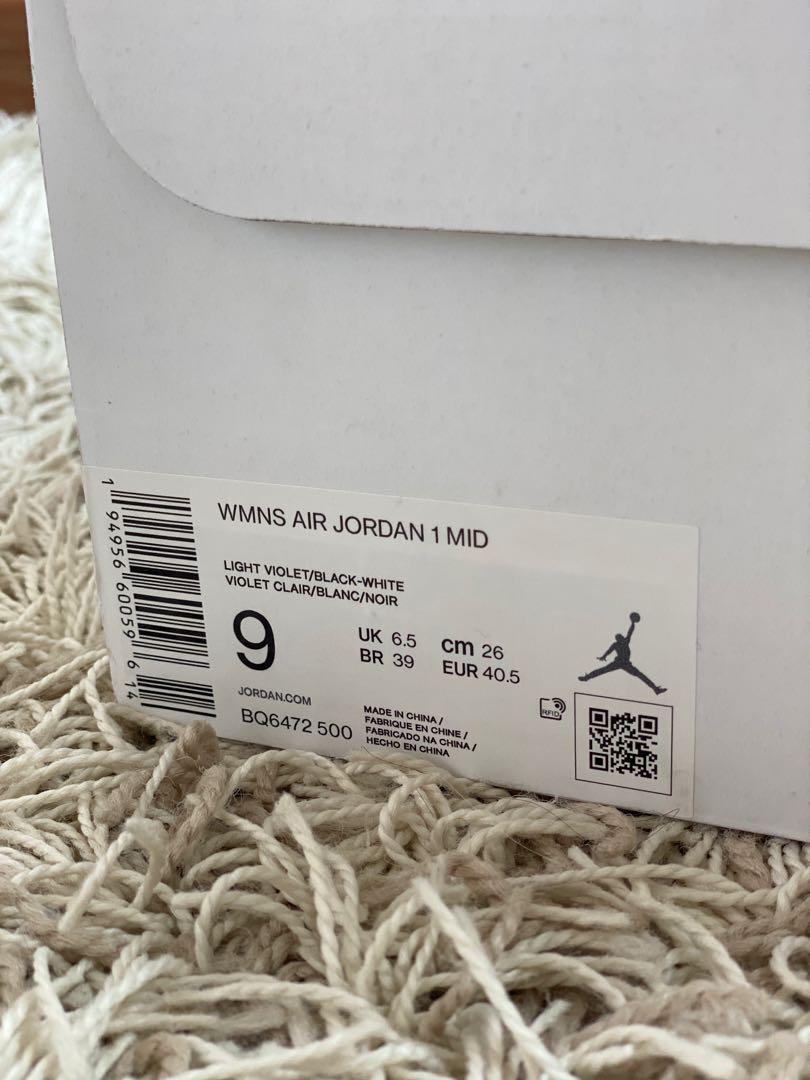 WMNS AIR JORDAN 1 MID
LIGHT VIOLET/BLACK-WHITE
VIOLET CLAIR/BLANC/NOIR
9
UK 6.5
BR 39
cm 26
EUR 40.5
JORDAN.COM
BQ6472 500
MADE IN CHINA /
FABRIQUE EN CHINE /
FABRICADO NA CHINA /
HECHO EN CHINA
RFID
1 94956 60059 6 14